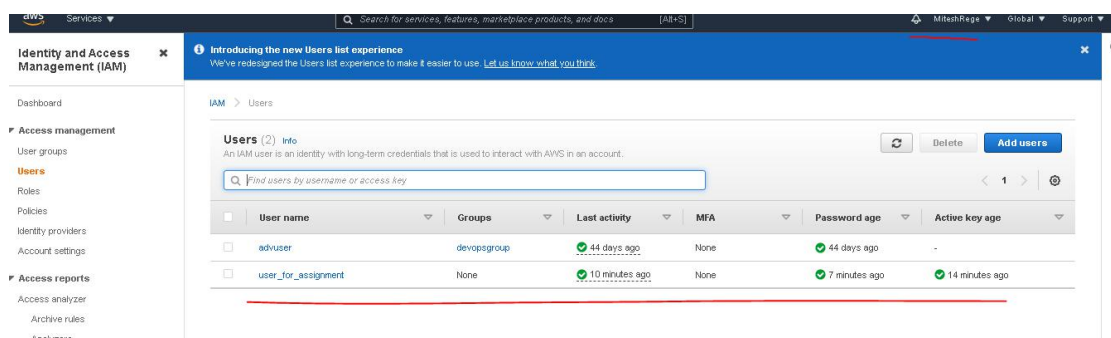 aws Services ▼ Search for services, features, marketplace products, and docs [Alt+S] MiteshRege ▼ Global ▼ Support ▼
Identity and Access
Management (IAM)
Dashboard
Access management
User groups
Users
Roles
Policies
Identity providers
Account settings
Access reports
Access analyzer
Archive rules
Analyzers
Introducing the new Users list experience
We've redesigned the Users list experience to make it easier to use. Let us know what you think.
IAM > Users
Users (2) Info
An IAM user is an identity with long-term credentials that is used to interact with AWS in an account.
Delete Add users
Find users by username or access key
< 1 >
User name Groups Last activity MFA Password age Active key age
advuser devopsgroup 44 days ago None 44 days ago -
user_for_assignment None 10 minutes ago None 7 minutes ago 14 minutes ago